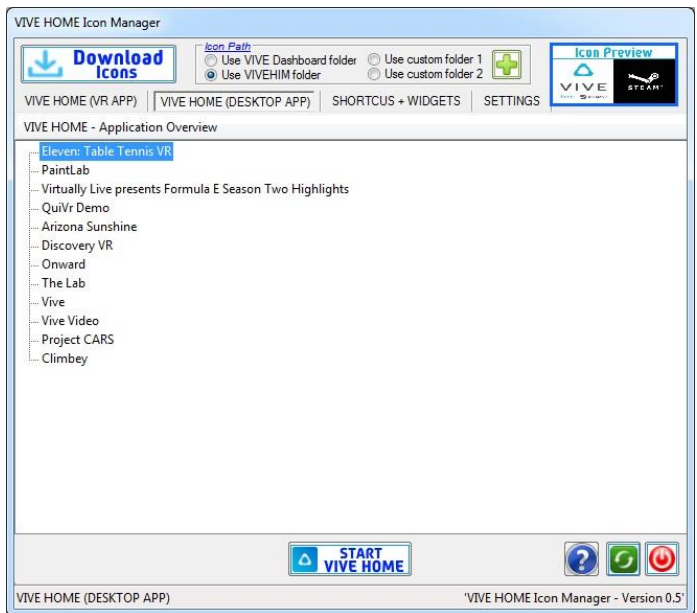 VIVE HOME Icon Manager
Download
Icons
Icon Path
Use VIVE Dashboard folder
Use custom folder 1
Use VIVEHIM folder
Use custom folder 2
Icon Preview
VIVE
STEAM
VIVE HOME (VR APP)
VIVE HOME (DESKTOP APP)
SHORTCUS + WIDGETS
SETTINGS
VIVE HOME - Application Overview
Eleven: Table Tennis VR
PaintLab
Virtually Live presents Formula E Season Two Highlights
QuiVr Demo
Arizona Sunshine
Discovery VR
Onward
The Lab
Vive
Vive Video
Project CARS
Climbey
START
VIVE HOME
?
VIVE HOME (DESKTOP APP)
'VIVE HOME Icon Manager - Version 0.5'